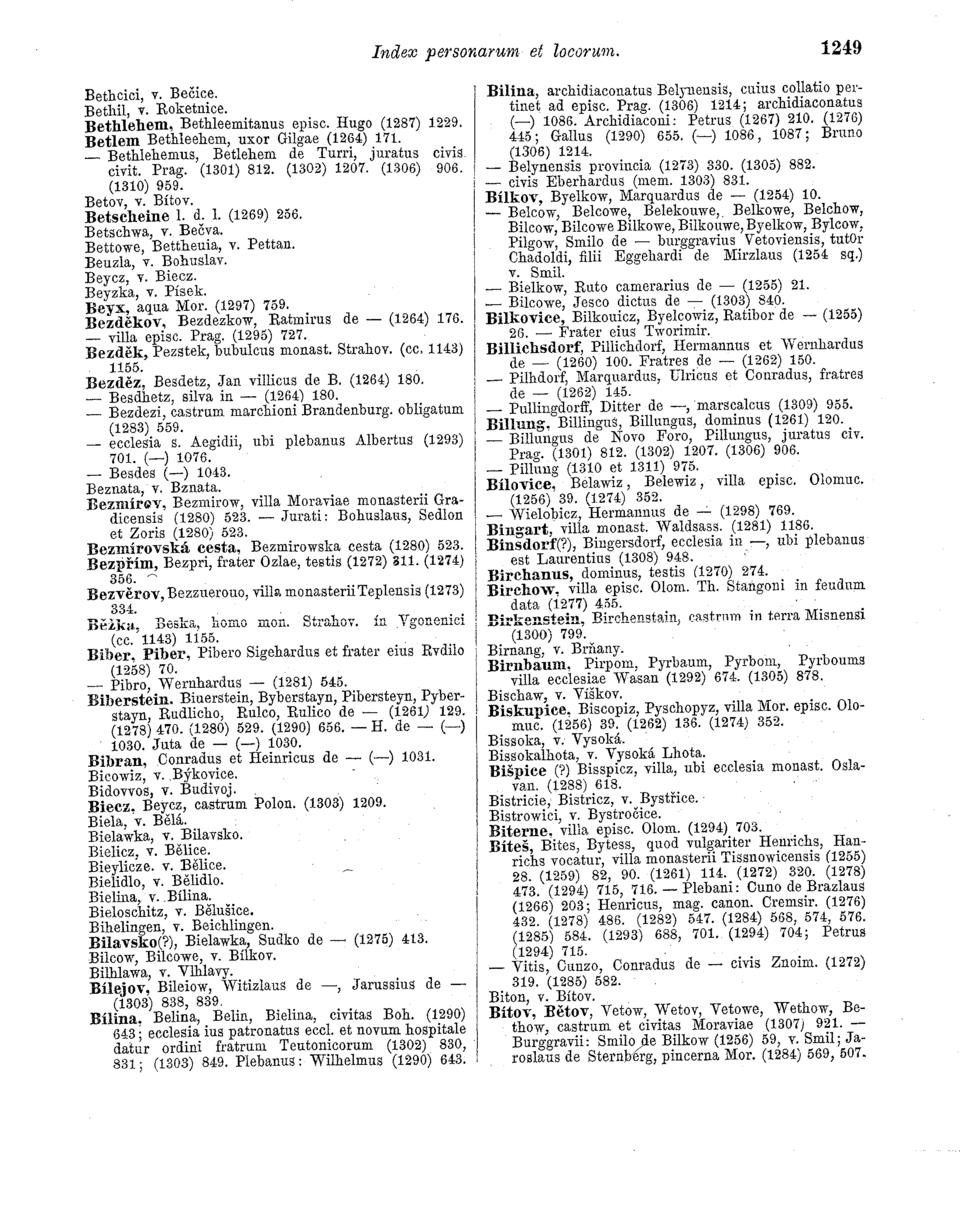 Index personarum et locorum.
1249
Bethcici, v. Bečice.
Bethil, v. Roketnice.
Bethlehem, Bethleemitanus episc. Hugo (1287) 1229.
Betlem Bethleehem, uxor Gilgae (1264) 171.
— Bethlehemus, Betlehem de Turri, juratus civis
civit. Prag. (1301) 812. (1302) 1207. (1306) 906.
(1310) 959.
Betov, v. Bítov.
Betscheine l. d. l. (1269) 256.
Betschwa, v. Bečva.
Bettowe, Bettheuia, v. Pettan.
Beuzla, v. Bohuslav.
Beycz, v. Biecz.
Beyzka, v. Písek.
Beyx, aqua Mor. (1297) 759.
Bezděkov, Bezdezkow, Ratmirus de — (1264) 176.
— villa episc. Prag. (1295) 727.
Bezděk, Pezstek, bubulcus monast. Strahov. (cc. 1143)
1155.
Bezděz, Besdetz, Jan villicus de B. (1264) 180.
— Besdhetz, silva in — (1264) 180.
— Bezdezi, castrum marchioni Brandenburg. obligatum
(1283) 559.
— ecclesia s. Aegidii, ubi plebanus Albertus (1293)
701. (—) 1076.
— Besdes (—) 1043.
Beznata, v. Bznata.
Bezmírov, Bezmirow, villa Moraviae monasterii Gra-
dicensis (1280) 523. — Jurati: Bohuslaus, Sedlon
et Zoris (1280) 523.
Bezmírovská cesta, Bezmirowska cesta (1280) 523.
Bezpřím, Bezpri, frater Ozlae, testis (1272) 311. (1274)
356.
Bezvěrov, Bezzuerouo, villa monasterii Teplensis (1273)
334.
Běžka, Beska, homo mon. Strahov. in Vgonenici
(cc. 1143) 1155.
Biber, Piber, Pibero Sigehardus et frater eius Rvdilo
(1258) 70.
— Pibro, Wernhardus — (1281) 545.
Biberstein, Biuerstein, Byberstayn, Pibersteyn, Pyber-
stayn, Rudlicho, Rulco, Rulico de — (1261) 129.
(1278) 470. (1280) 529. (1290) 656. — H. de — (—)
1030. Juta de — (—) 1030.
Bibran, Conradus et Heinricus de — (—) 1031.
Bicowiz, v. Býkovice.
Bidovvos, v. Budivoj.
Biecz, Beycz, castrum Polon. (1303) 1209.
Biela, v. Bělá.
Bielawka, v. Bilavsko.
Bielicz, v. Bělice.
Bieylicze. v. Bělice.
Bielidlo, v. Bělidlo.
Bielina, v. Bílina.
Bieloschitz, v. Bělušice.
Bihelingen, v. Beichlingen.
Bilavsko(?), Bielawka, Sudko de — (1275) 413.
Bilcow, Bilcowe, v. Bílkov.
Bilhlawa, v. Vlhlavy.
Bílejov, Bileiow, Witizlaus de —, Jarussius de —
(1303) 838, 839.
Bílina, Belina, Belin, Bielina, civitas Boh. (1290)
643; ecclesia ius patronatus eccl. et novum hospitale
datur ordini fratrum Teutonicorum (1302) 830,
831; (1303) 849. Plebanus: Wilhelmus (1290) 643.
Bílina, archidiaconatus Belynensis, cuius collatio per-
tinet ad episc. Prag. (1306) 1214; archidiaconatus
(—) 1086. Archidiaconi: Petrus (1267) 210. (1276)
445; Gallus (1290) 655. (—) 1086, 1087; Bruno
(1306) 1214.
— Belynensis provincia (1273) 330. (1305) 882.
— civis Eberhardus (mem. 1303) 831.
Bílkov, Byelkow, Marquardus de — (1254) 10.
— Belcow, Belcowe, Belekouwe, Belkowe, Belchow,
Bilcow, Bilcowe Bilkowe, Bilkouwe, Byelkow, Bylcow,
Pilgow, Smilo de — burggravius Vetoviensis, tutor
Chadoldi, filii Eggehardi de Mirzlaus (1254 sq.)
v. Smil.
— Bielkow, Ruto camerarius de — (1255) 21.
— Bilcowe, Jesco dictus de — (1303) 840.
Bílkovice, Bilkouicz, Byelcowiz, Ratibor de — (1255)
26. — Frater eius Tworimir.
Billichsdorf, Pillichdorf, Hermannus et Wernhardus
de — (1260) 100. Fratres de — (1262) 150.
— Pilhdorf, Marquardus, Ulricus et Conradus, fratres
de — (1262) 145.
— Pullingdorff, Ditter de —, marscalcus (1309) 955.
Billung, Billingus, Billungus, dominus (1261) 120.
— Billungus de Novo Foro, Pillungus, juratus civ.
Prag. (1301) 812. (1302) 1207. (1306) 906.
— Pillung (1310 et 1311) 975.
Bílovice, Belawiz, Belewiz, villa episc. Olomuc.
(1256) 39. (1274) 352.
— Wielobicz, Hermannus de — (1298) 769.
Bingart, villa monast. Waldsass. (1281) 1186.
Binsdorf(?), Bingersdorf, ecclesia in —, ubi plebanus
est Laurentius (1308) 948.
Birchanus, dominus, testis (1270) 274.
Birchow, villa episc. Olom. Th. Stangoni in feudum
data (1277) 455.
Birkenstein, Birchenstain, castrum in terra Misnensi
(1300) 799.
Birnang, v. Brňany.
Birnbaum, Pirpom, Pyrbaum, Pyrbom, Pyrboums
villa ecclesiae Wasan (1292) 674. (1305) 878.
Bischaw, v. Víškov.
Biskupice, Biscopiz, Pyschopyz, villa Mor. episc. Olo-
muc. (1256) 39. (1262) 136. (1274) 352.
Bissoka, v. Vysoká.
Bissokalhota, v. Vysoká Lhota.
Bišpice (?) Bisspicz, villa, ubi ecclesia monast. Osla-
van. (1288) 618.
Bistricie, Bistricz, v. Bystřice.
Bistrowici, v. Bystročice.
Biterne, villa episc. Olom. (1294) 703.
Bíteš, Bites, Bytess, quod vulgariter Henrichs, Han-
richs vocatur, villa monasterii Tissnowicensis (1255)
28. (1259) 82, 90. (1261) 114. (1272) 320. (1278)
473. (1294) 715, 716. — Plebani: Cuno de Brazlaus
(1266) 203; Henricus, mag. canon. Cremsir. (1276)
432. (1278) 486. (1282) 547. (1284) 568, 574, 576.
(1285) 584. (1293) 688, 701. (1294) 704; Petrus
(1294) 715.
— Vitis, Cunzo, Conradus de — civis Znoim. (1272)
319. (1285) 582.
Biton, v. Bítov.
Bítov, Bětov, Vetow, Wetov, Vetowe, Wethow, Be-
thow, castrum et civitas Moraviae (1307) 921. —
Burggravii: Smilo de Bilkow (1256) 59, v. Smil; Ja-
roslaus de Sternberg, pincerna Mor. (1284) 569, 507.